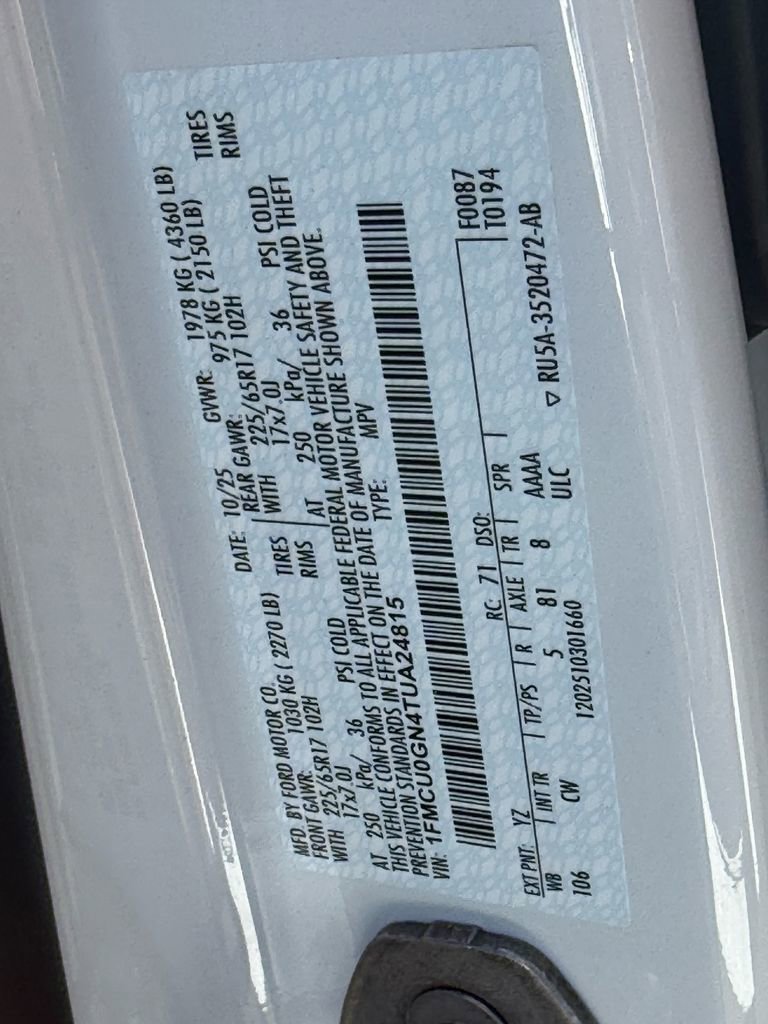 MFD. BY FORD MOTOR CO. DATE: 10/25 GVWR: 1978 KG ( 4360 LB)
FRONT GAWR: 1030 KG ( 2270 LB) REAR GAWR: 975 KG ( 2150 LB)
WITH 225/65R17 102H TIRES WITH 225/65R17 102H TIRES
17x7.0J RIMS 17x7.0J RIMS
AT 250 kPa/ 36 PSI COLD AT 250 kPa/ 36 PSI COLD
THIS VEHICLE CONFORMS TO ALL APPLICABLE FEDERAL MOTOR VEHICLE SAFETY AND THEFT
PREVENTION STANDARDS IN EFFECT ON THE DATE OF MANUFACTURE SHOWN ABOVE.
VIN: 1FMCU0GN4TUA24815 TYPE: MPV
F0087
T0194
EXT PNT: YZ RC: 71 DSO:
WB INT TR TP/PS R AXLE TR SPR
106 CW 5 81 8 AAAA
ULC
1202510301660 ▽ RU5A-3520472-AB